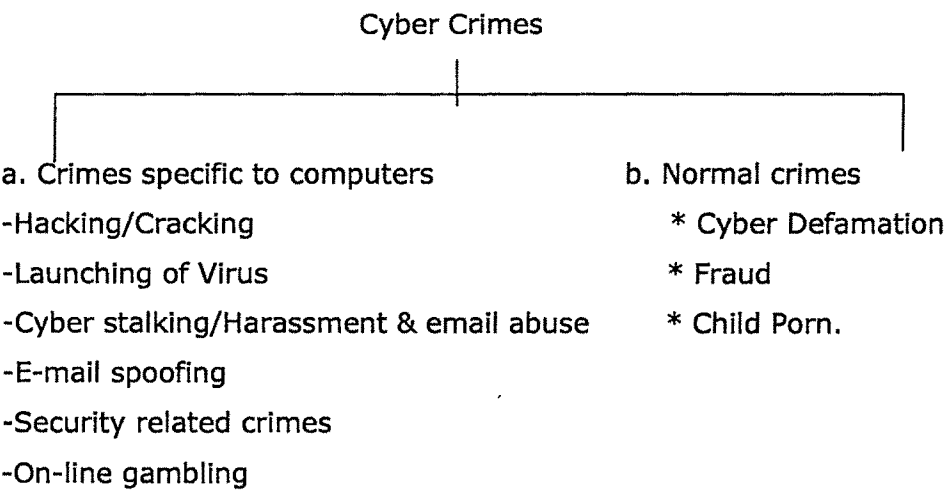 Cyber Crimes
a. Crimes specific to computers
-Hacking/Cracking
-Launching of Virus
-Cyber stalking/Harassment & email abuse
-E-mail spoofing
-Security related crimes
-On-line gambling
b. Normal crimes
* Cyber Defamation
* Fraud
* Child Porn.